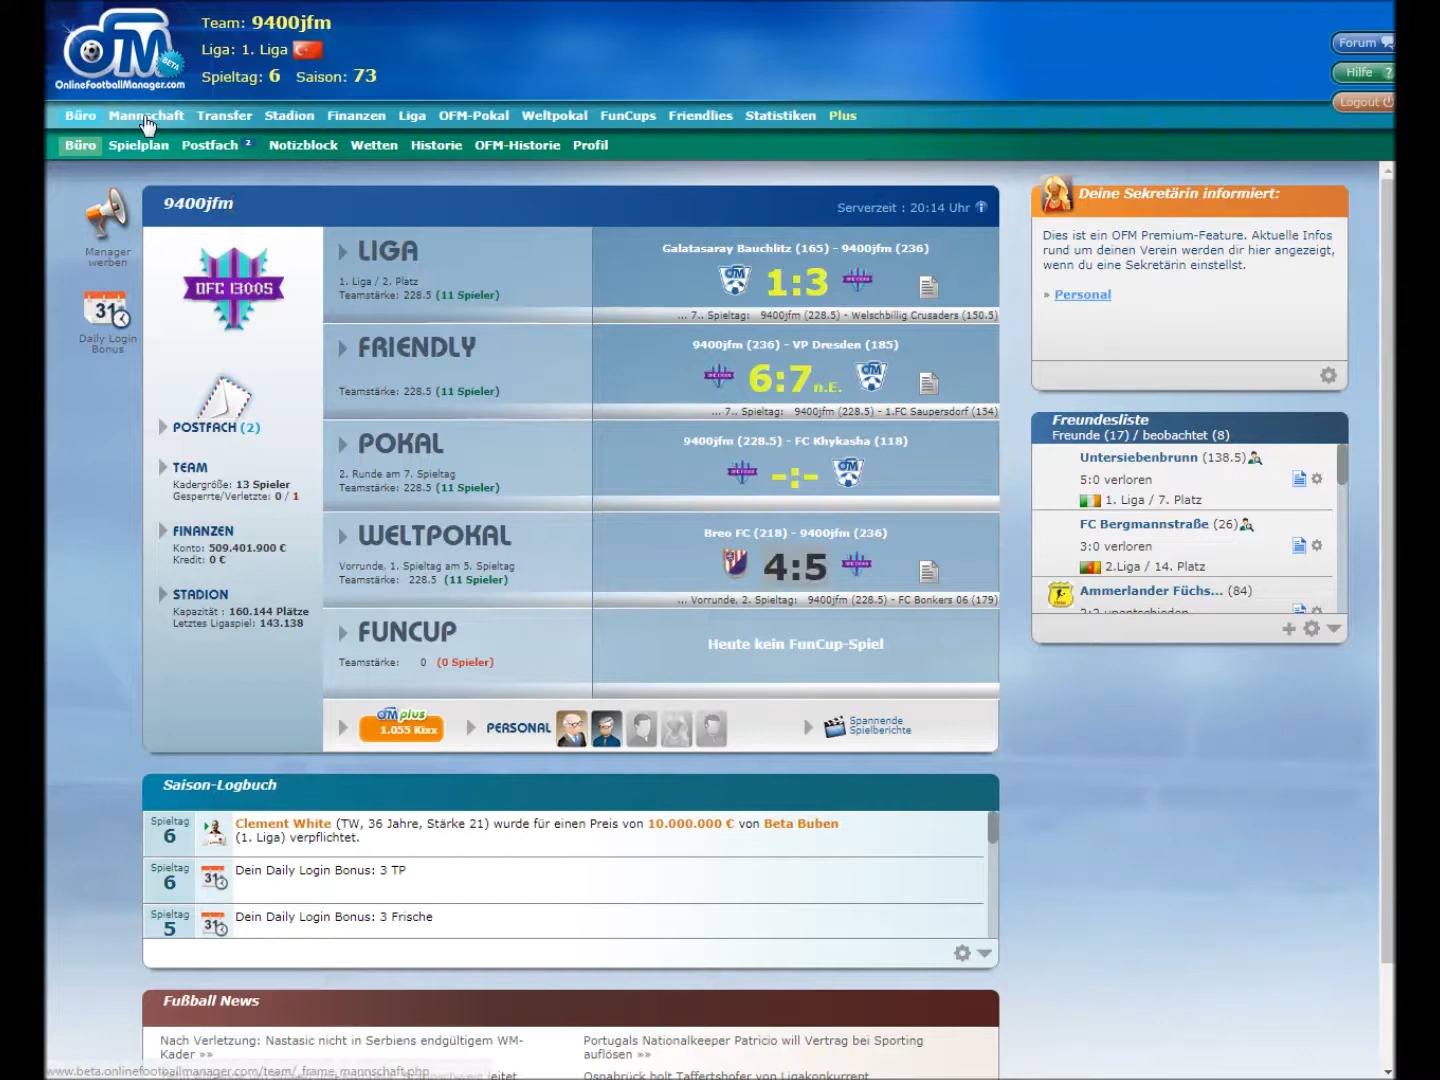 OFM
BETA
OnlineFootballManager.com
Team: 9400jfm
Liga: 1. Liga
Spieltag: 6 Saison: 73
Forum
Hilfe ?
Logout
Büro Mannschaft Transfer Stadion Finanzen Liga OFM-Pokal Weltpokal FunCups Friendlies Statistiken Plus
Büro Spielplan Postfach 2 Notizblock Wetten Historie OFM-Historie Profil
Manager
werben
31
Daily Login
Bonus
9400jfm
Serverzeit : 20:14 Uhr
OFC 1300S
POSTFACH (2)
TEAM
Kadergröße: 13 Spieler
Gesperrte/Verletzte: 0 / 1
FINANZEN
Konto: 509.401.900 €
Kredit: 0 €
STADION
Kapazität : 160.144 Plätze
Letztes Ligaspiel: 143.138
LIGA
1. Liga / 2. Platz
Teamstärke: 228.5 (11 Spieler)
Galatasaray Bauchlitz (165) - 9400jfm (236)
1:3
... 7.. Spieltag: 9400jfm (228.5) - Welschbillig Crusaders (150.5)
FRIENDLY
Teamstärke: 228.5 (11 Spieler)
9400jfm (236) - VP Dresden (185)
6:7 n.E.
... 7.. Spieltag: 9400jfm (228.5) - 1.FC Saupersdorf (154)
POKAL
2. Runde am 7. Spieltag
Teamstärke: 228.5 (11 Spieler)
9400jfm (228.5) - FC Khykasha (118)
-:-
WELTPOKAL
Vorrunde, 1. Spieltag am 5. Spieltag
Teamstärke: 228.5 (11 Spieler)
Breo FC (218) - 9400jfm (236)
4:5
... Vorrunde, 2. Spieltag: 9400jfm (228.5) - FC Bonkers 06 (179)
FUNCUP
Teamstärke: 0 (0 Spieler)
Heute kein FunCup-Spiel
OFM plus
1.055 Kixx
PERSONAL
Spannende
Spielberichte
Deine Sekretärin informiert:
Dies ist ein OFM Premium-Feature. Aktuelle Infos
rund um deinen Verein werden dir hier angezeigt,
wenn du eine Sekretärin einstellst.
» Personal
Freundesliste
Freunde (17) / beobachtet (8)
Untersiebenbrunn (138.5)
5:0 verloren
1. Liga / 7. Platz
FC Bergmannstraße (26)
3:0 verloren
2.Liga / 14. Platz
Ammerlander Füchs... (84)
2:2 unentschieden
Saison-Logbuch
Spieltag
6
Clement White (TW, 36 Jahre, Stärke 21) wurde für einen Preis von 10.000.000 € von Beta Buben
(1. Liga) verpflichtet.
Spieltag
6
31
Dein Daily Login Bonus: 3 TP
Spieltag
5
31
Dein Daily Login Bonus: 3 Frische
Fußball News
Nach Verletzung: Nastasic nicht in Serbiens endgültigem WM-
Kader »»
Portugals Nationalkeeper Patricio will Vertrag bei Sporting
auflösen »»
www.beta.onlinefootballmanager.com/team/_frame_mannschaft.php
Osnabrück holt Taffertshofer von Ligakonkurrent